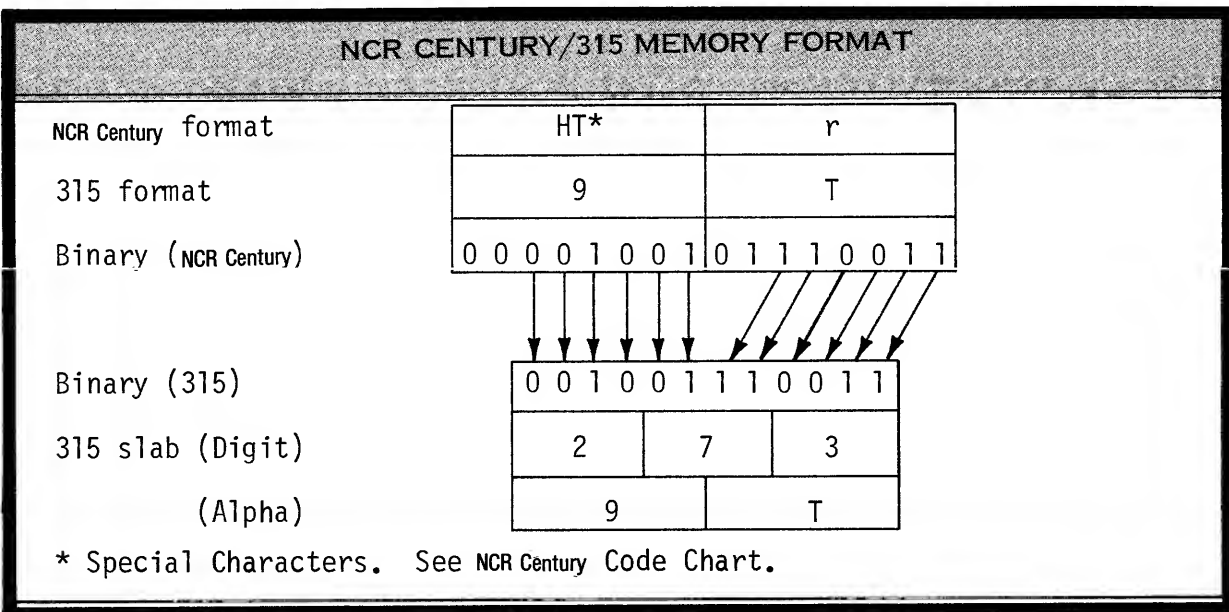 NCR CENTURY/315 MEMORY FORMAT
NCR Century format HT* r
315 format 9 T
Binary (NCR Century) 0 0 0 0 1 0 0 1 0 1 1 1 0 0 1 1
Binary (315) 0 0 1 0 0 1 1 1 0 0 1 1
315 slab (Digit) 2 7 3
(Alpha) 9 T
* Special Characters. See NCR Century Code Chart.